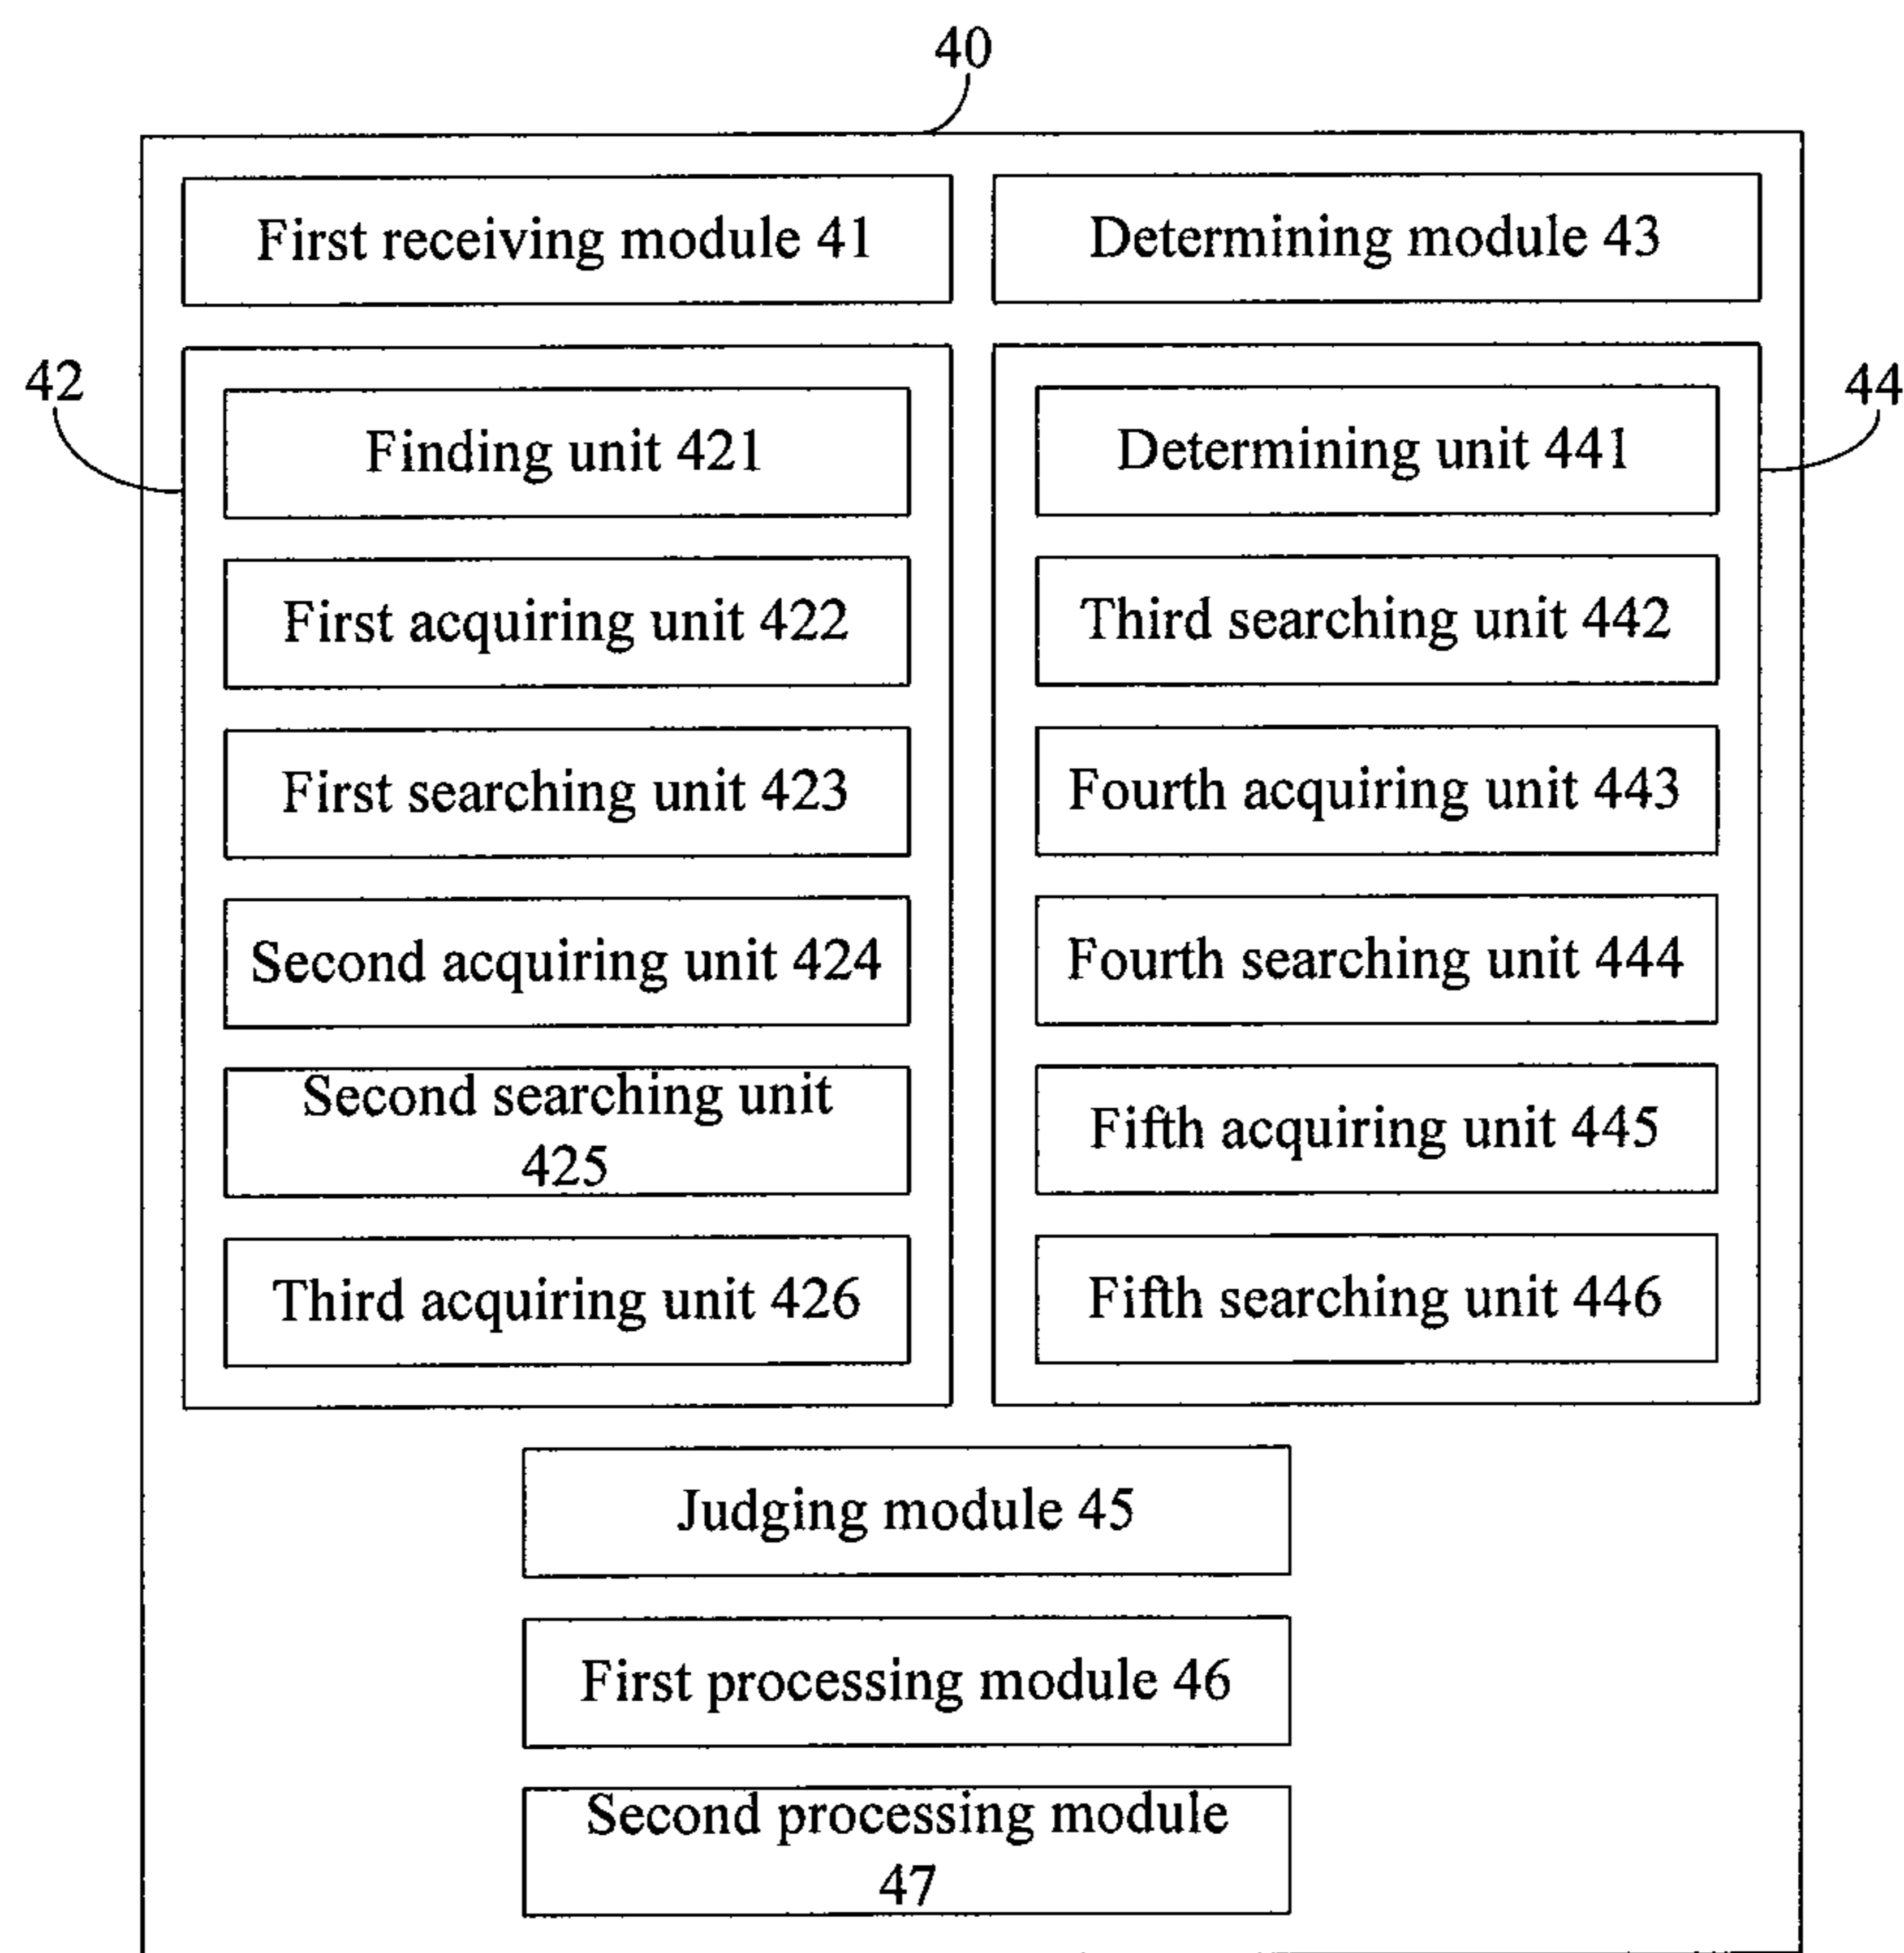 40
First receiving module 41
Determining module 43
42
44
Finding unit 421
First acquiring unit 422
First searching unit 423
Second acquiring unit 424
Second searching unit
425
Third acquiring unit 426
Determining unit 441
Third searching unit 442
Fourth acquiring unit 443
Fourth searching unit 444
Fifth acquiring unit 445
Fifth searching unit 446
Judging module 45
First processing module 46
Second processing module
47